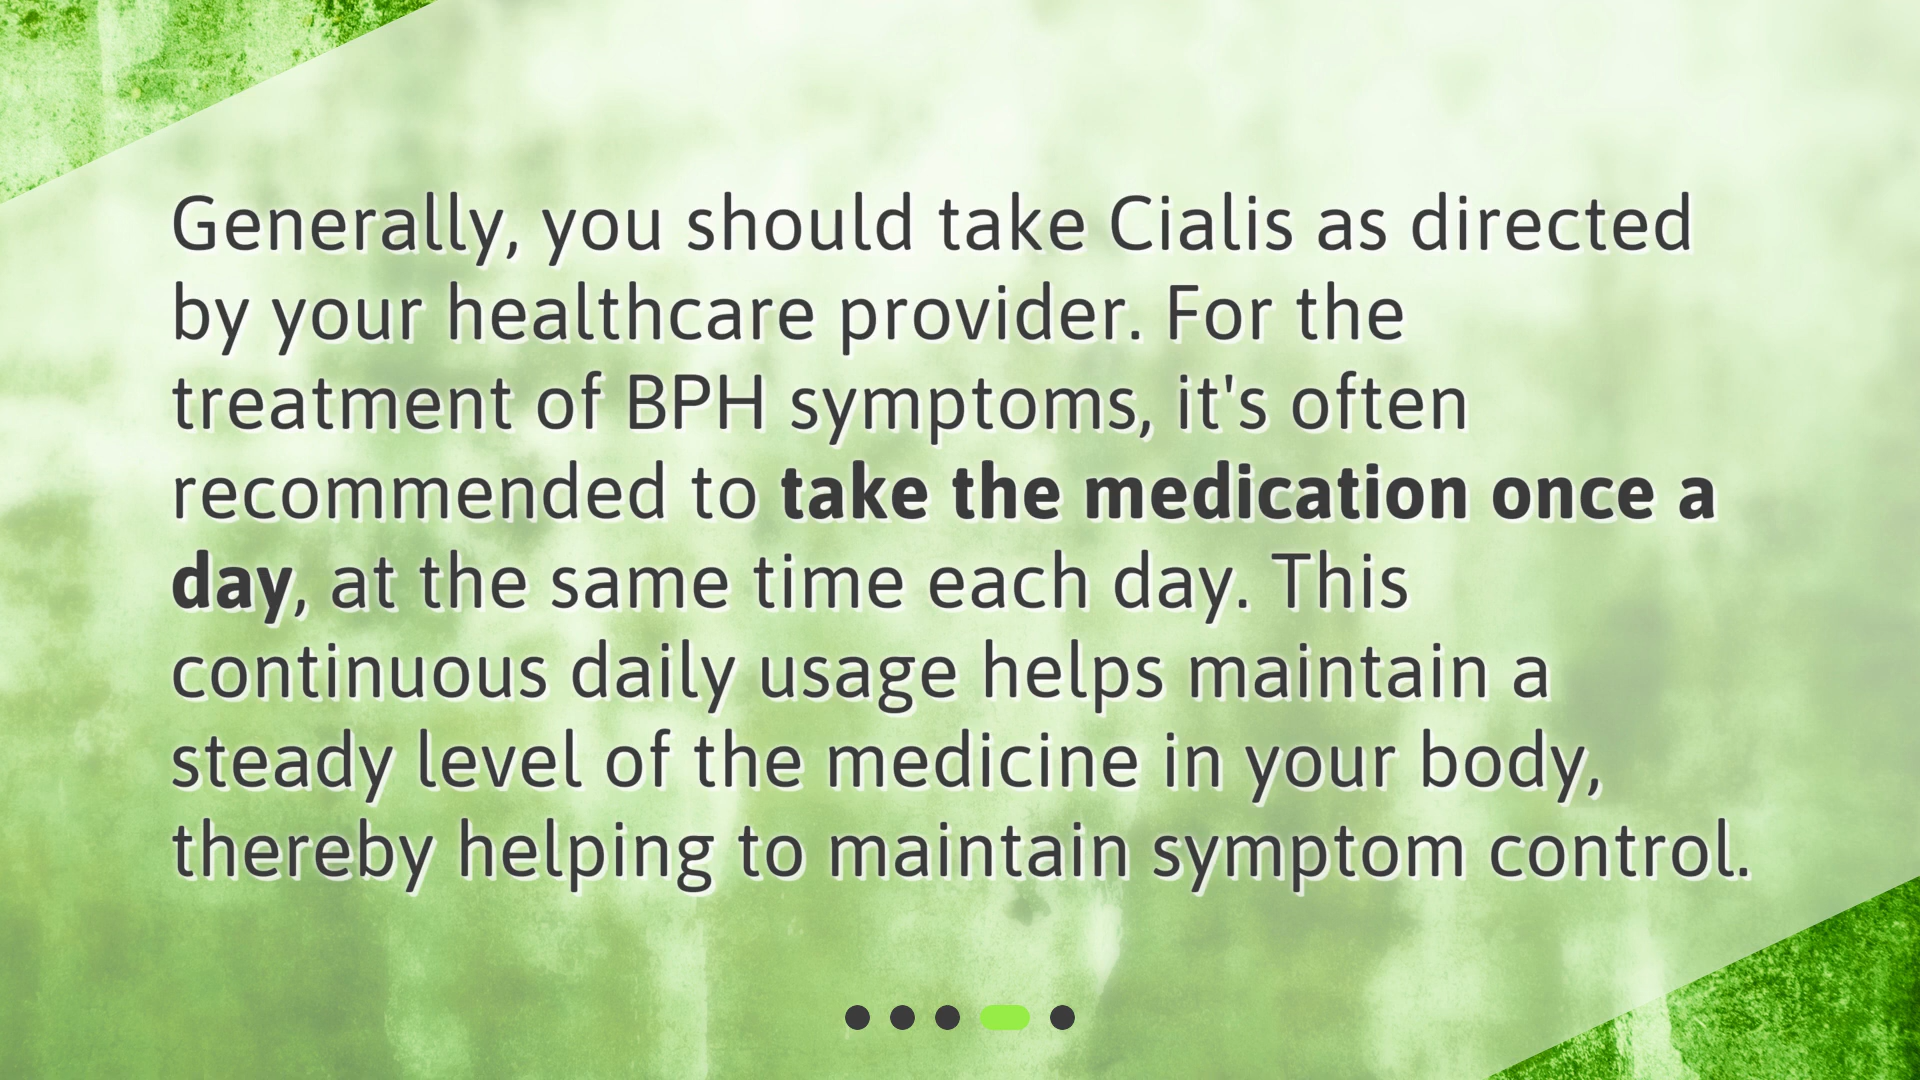 Generally, you should take Cialis as directed
by your healthcare provider. For the
treatment of BPH symptoms, it's often
recommended to take the medication once a
day, at the same time each day. This
continuous daily usage helps maintain a
steady level of the medicine in your body,
thereby helping to maintain symptom control.